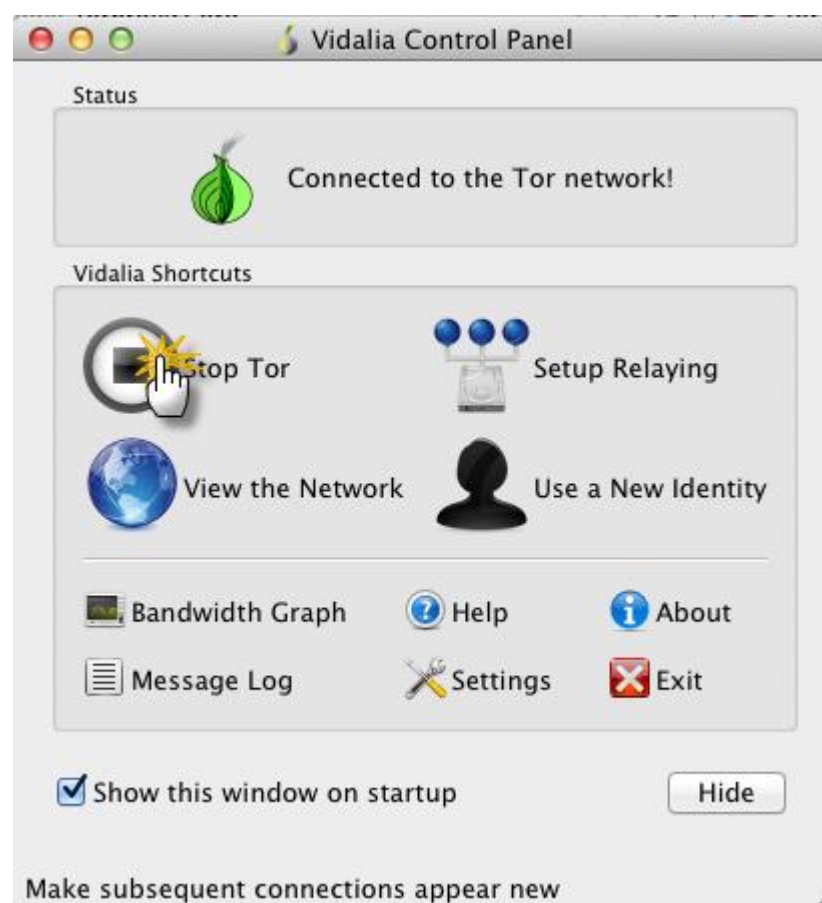 Vidalia Control Panel
Status
Connected to the Tor network!
Vidalia Shortcuts
Stop Tor
Setup Relaying
View the Network
Use a New Identity
Bandwidth Graph
Help
About
Message Log
Settings
Exit
Show this window on startup
Hide
Make subsequent connections appear new